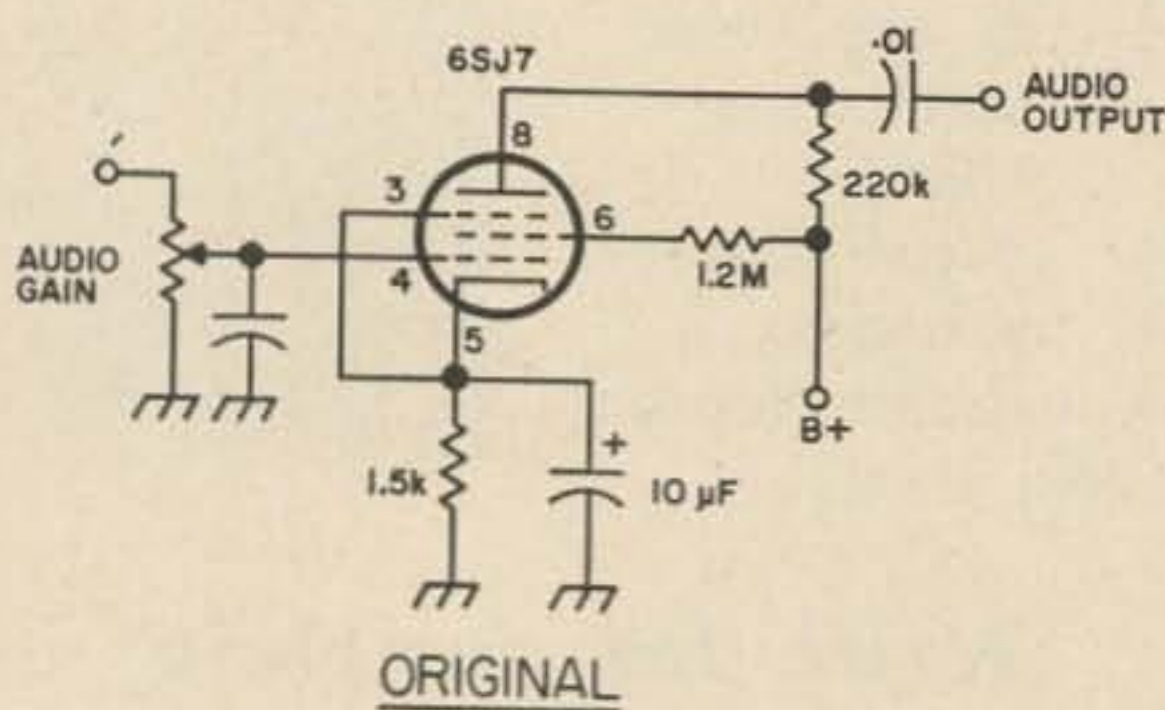 6SJ7
.01
AUDIO
OUTPUT
8
3
220k
6
AUDIO
GAIN
4
1.2M
5
B+
+
1.5k
10 µF
ORIGINAL